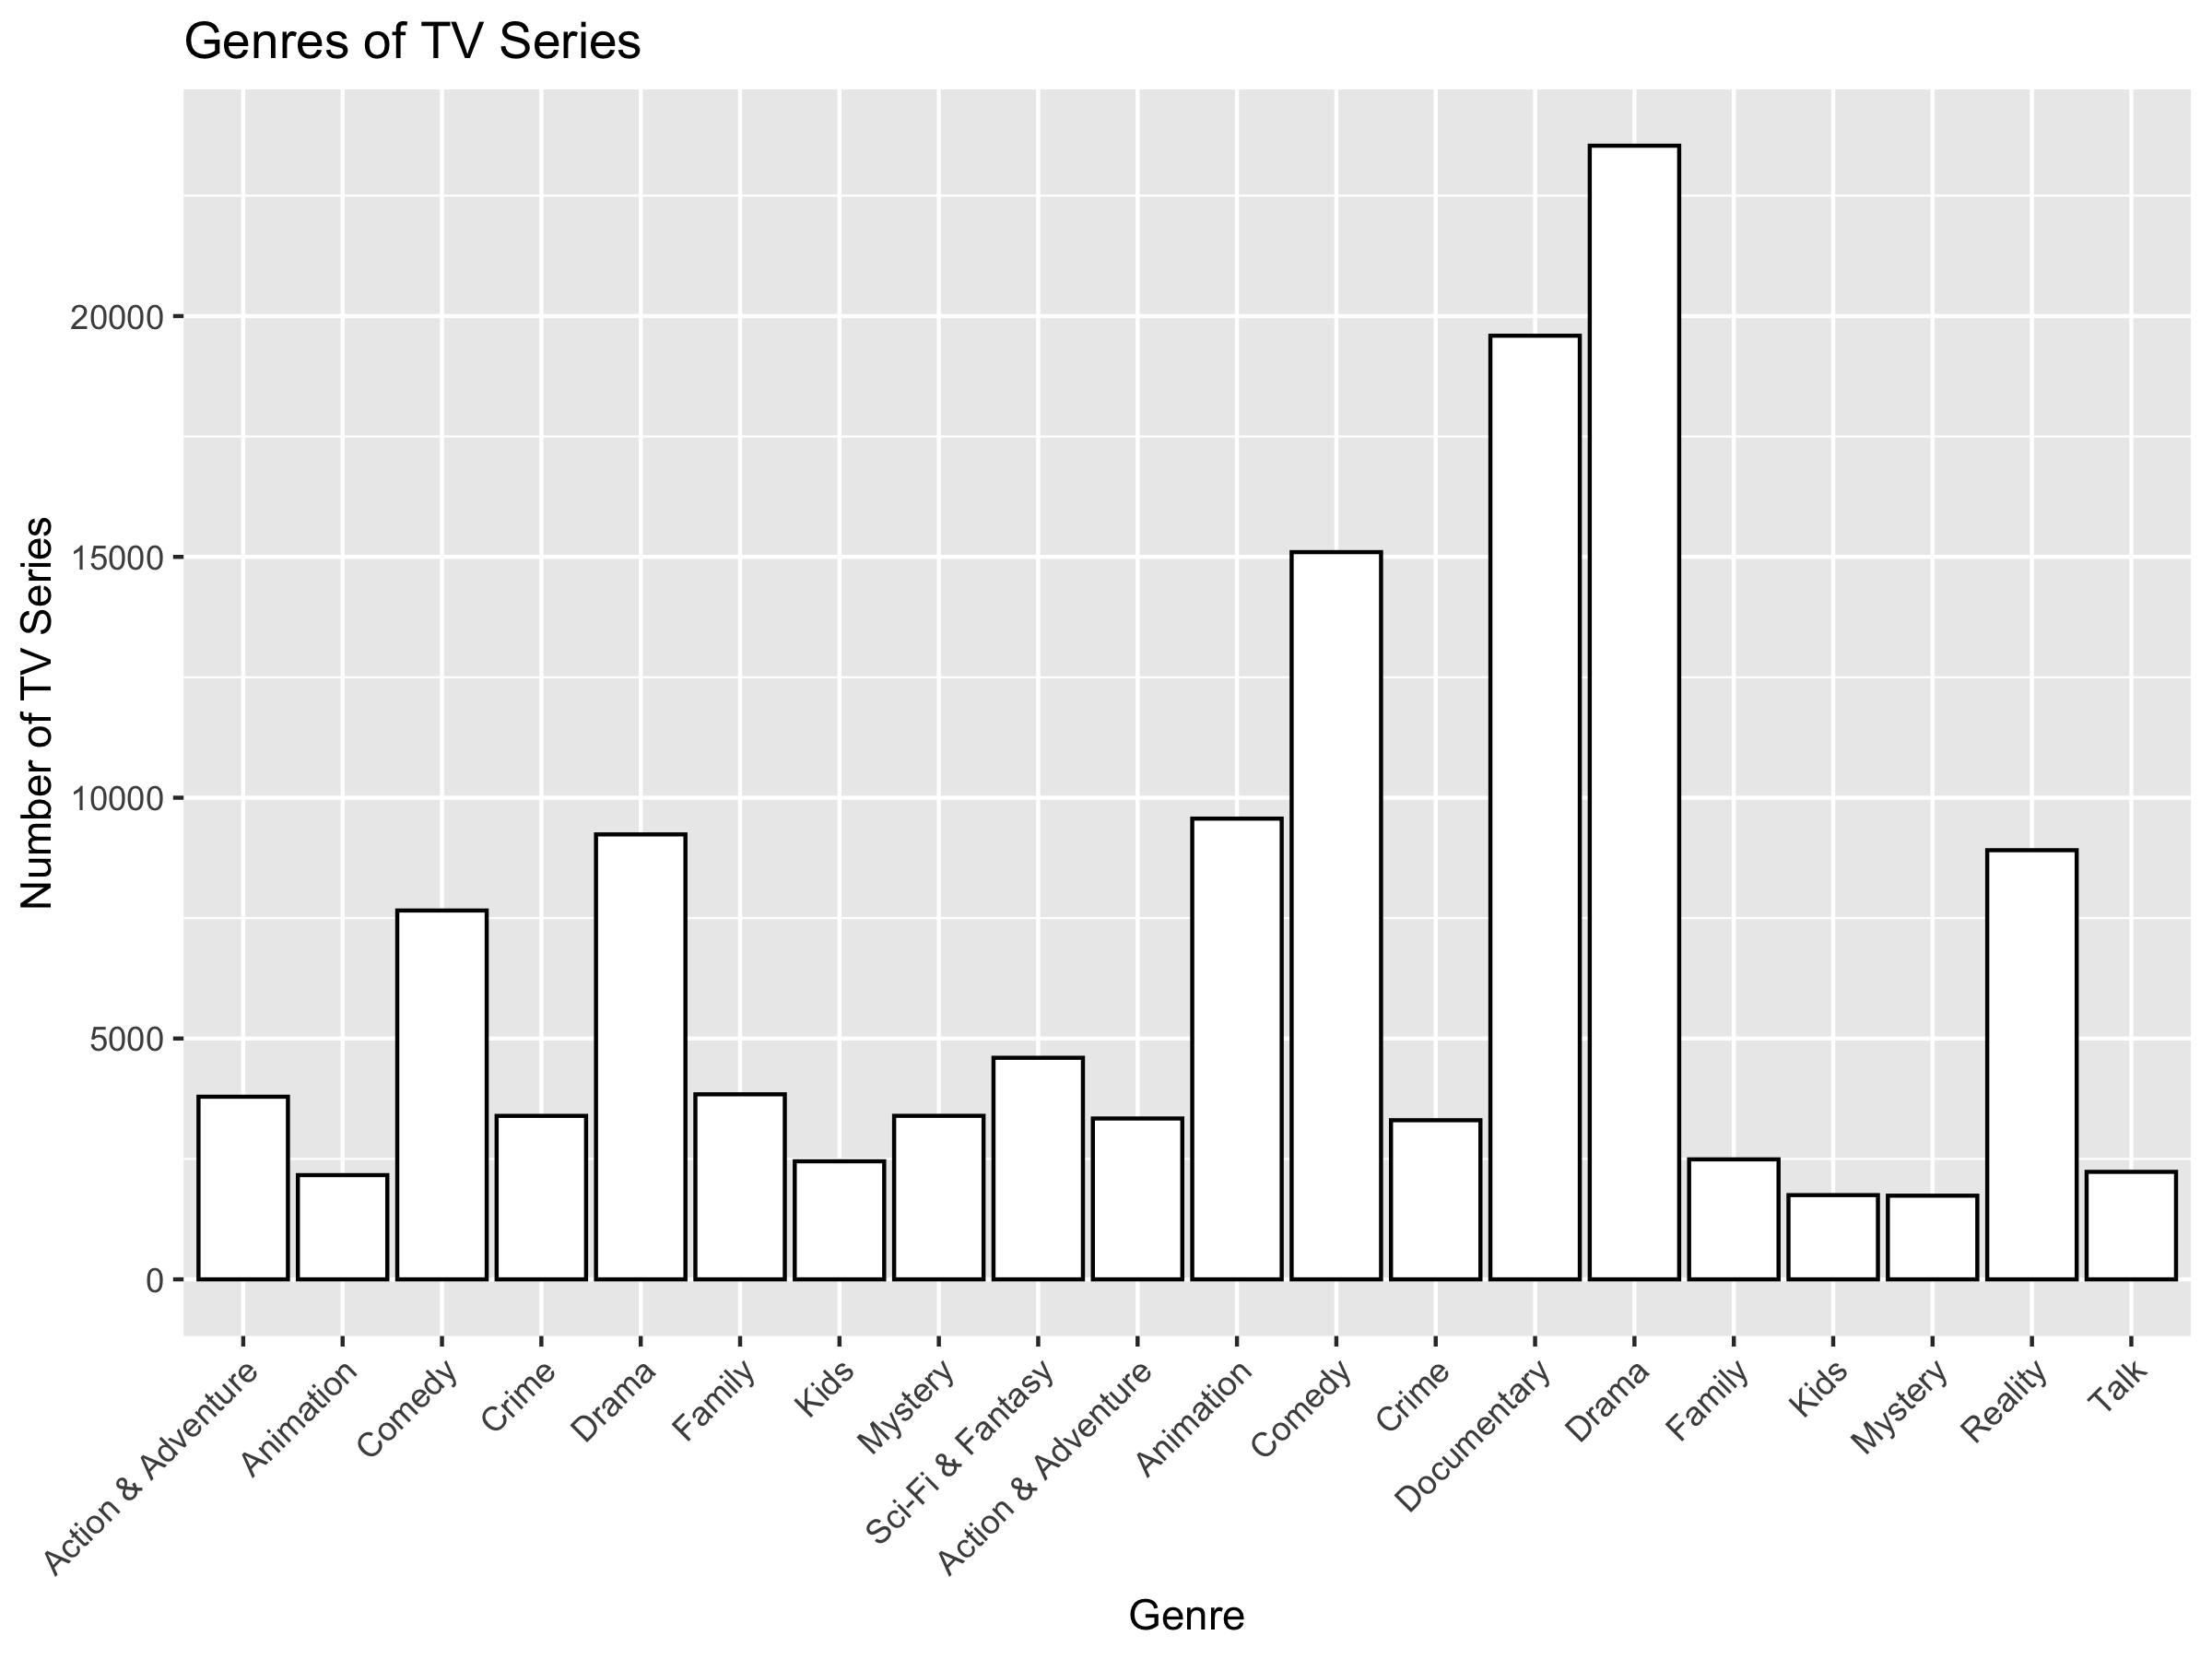 Genres of TV Series
Number of TV Series
20000
15000
10000
5000
0
Action & Adventure
Animation
Comedy
Crime
Drama
Family
Kids
Mystery
Sci-Fi & Fantasy
Action & Adventure
Animation
Comedy
Crime
Documentary
Drama
Family
Kids
Mystery
Reality
Talk
Genre